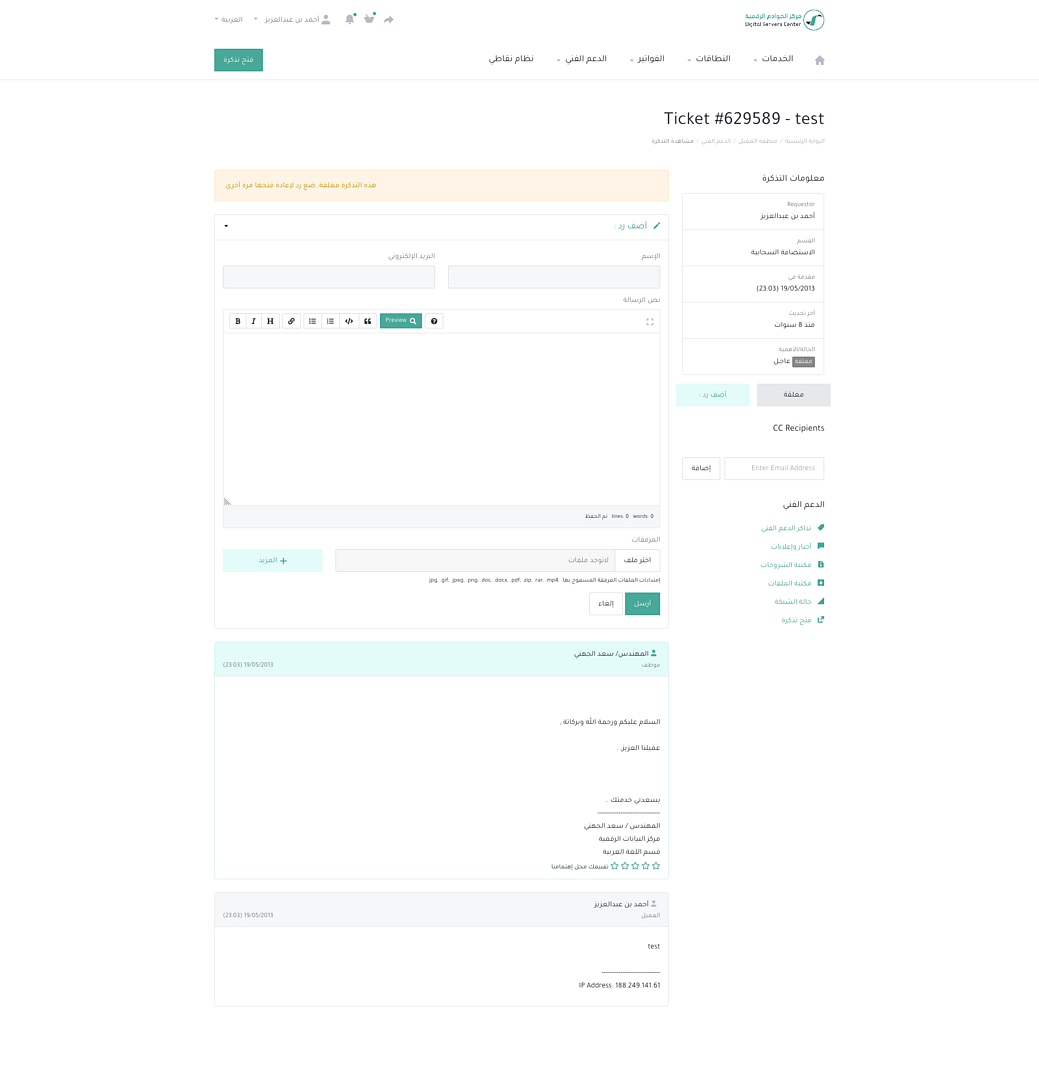 مركز الخوادم الرقمية
Digital Servers Center
أحمد بن عبدالعزيز
العربية
الخدمات
النطاقات
الفواتير
الدعم الفني
نظام نقاطي
فتح تذكرة
Ticket #629589 - test
البوابة الرئيسية / منطقة العميل / الدعم الفني / مشاهدة التذكرة
معلومات التذكرة
Requestor
أحمد بن عبدالعزيز
القسم
الاستضافة السحابية
مقدمة في
19/05/2013 (23:03)
آخر تحديث
منذ 8 سنوات
الحالة/الأهمية
مغلقة عاجل
مغلقة
أضف رد :
CC Recipients
Enter Email Address
إضافة
الدعم الفني
تذاكر الدعم الفني
أخبار وإعلانات
مكتبة الشروحات
مكتبة الملفات
حالة الشبكة
فتح تذكرة
هذه التذكرة مغلقة. ضع رد لإعادة فتحها مرة أخرى.
أضف رد :
الإسم
البريد الإلكتروني
نص الرسالة
B I H
Preview
lines: 0 words: 0 تم الحفظ
المرفقات
اختر ملف
لاتوجد ملفات
المزيد
إمتدادات الملفات المرفقة المسموح بها: .jpg, .gif, .jpeg, .png, .doc, .docx, .pdf, .zip, .rar, .mp4
أرسل
إلغاء
المهندس/ سعد الجهني
موظف
19/05/2013 (23:03)
السلام عليكم ورحمة الله وبركاتة ,
عميلنا العزيز,..
يسعدني خدمتك ..
----------------------------
المهندس / سعد الجهني
مركز البيانات الرقمية
قسم اللغة العربية
تقييمك محل إهتمامنا
أحمد بن عبدالعزيز
العميل
19/05/2013 (23:03)
test
----------------------------
IP Address: 188.249.141.61